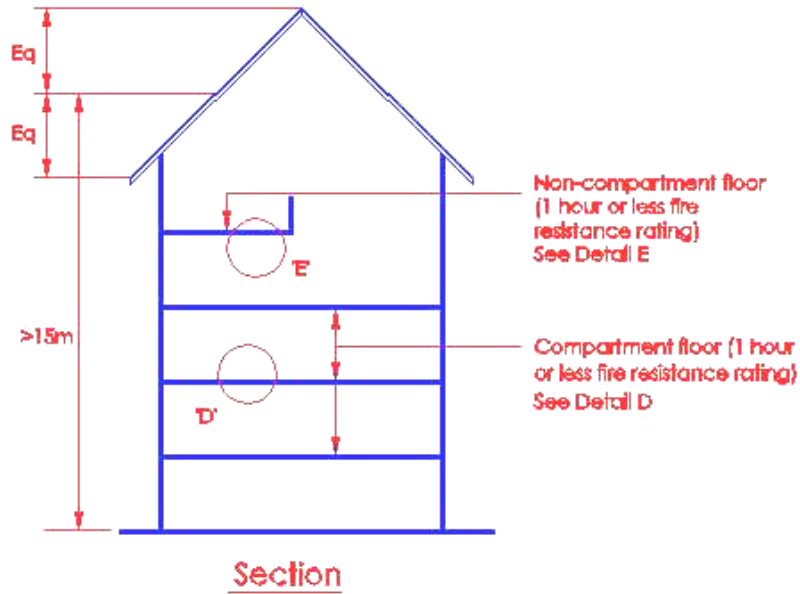 Eq
Eq
Non-compartment floor
(1 hour or less fire
resistance rating)
See Detail E
'E'
>15m
Compartment floor (1 hour
or less fire resistance rating)
See Detail D
'D'
Section